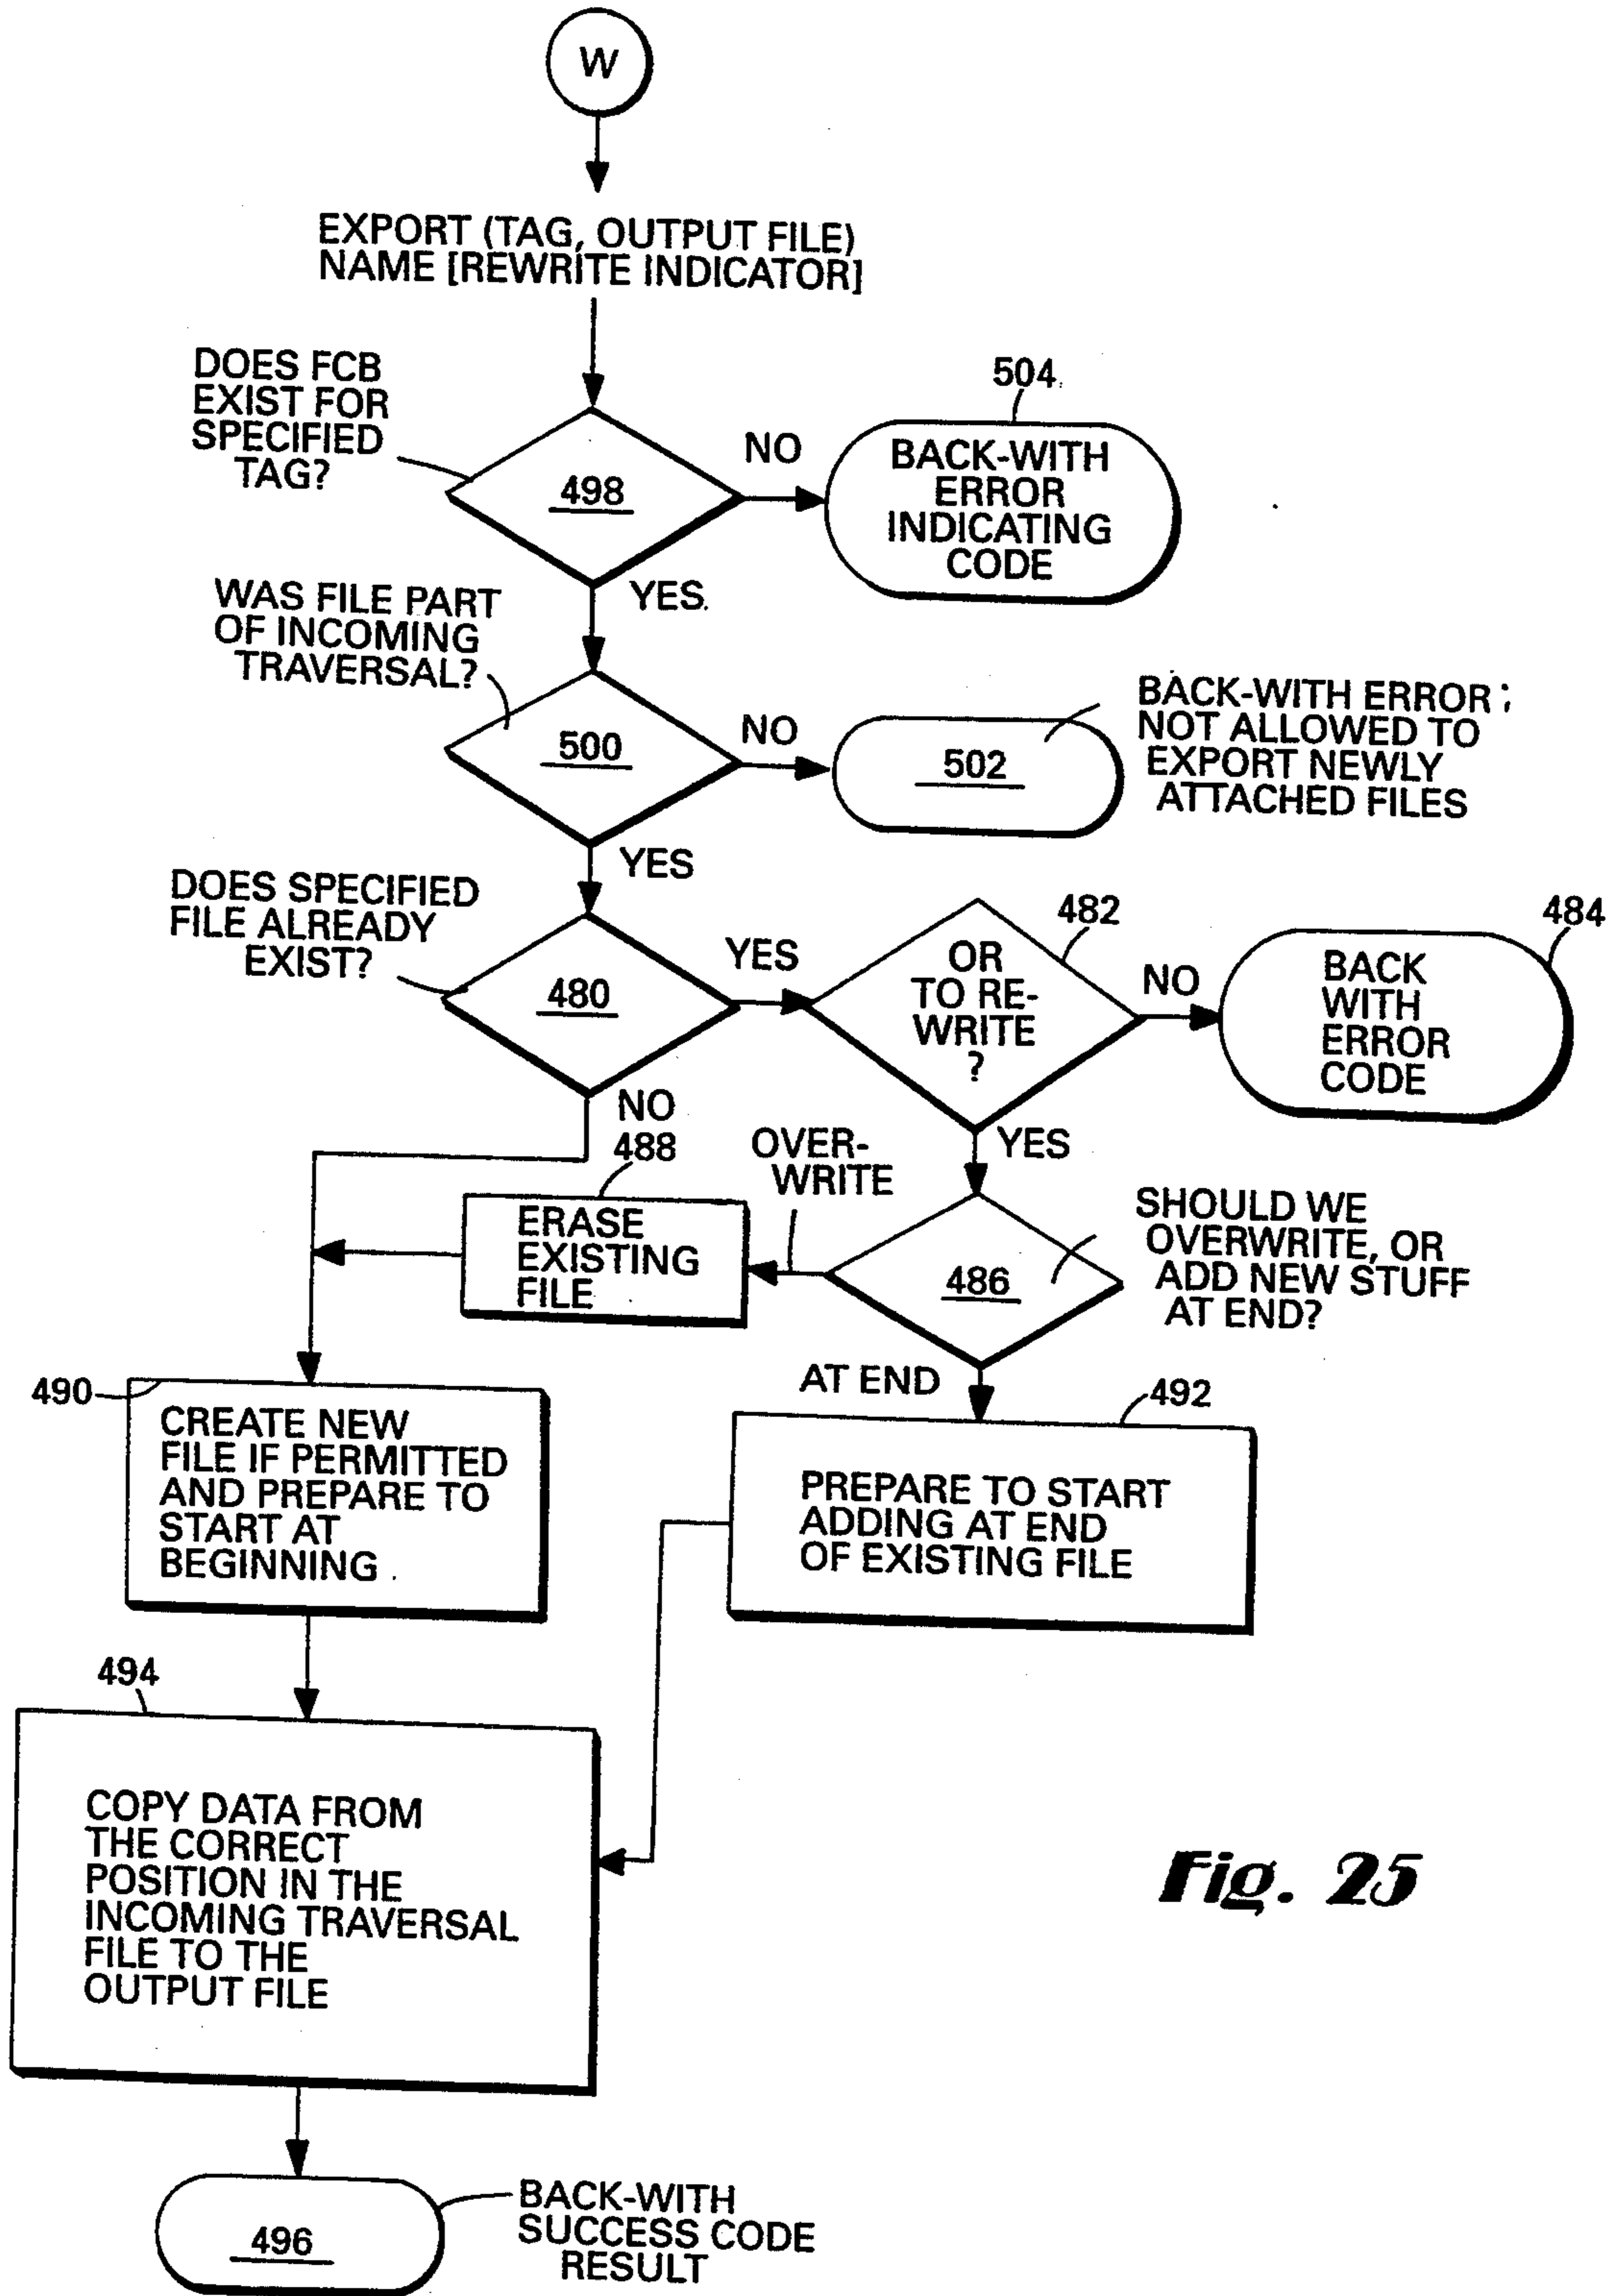 W
EXPORT (TAG, OUTPUT FILE)
NAME [REWRITE INDICATOR]
DOES FCB
EXIST FOR
SPECIFIED
TAG?
498
NO
504
BACK-WITH
ERROR
INDICATING
CODE
YES
WAS FILE PART
OF INCOMING
TRAVERSAL?
500
NO
502
BACK-WITH ERROR;
NOT ALLOWED TO
EXPORT NEWLY
ATTACHED FILES
YES
DOES SPECIFIED
FILE ALREADY
EXIST?
480
YES
482
OR
TO RE-
WRITE
?
NO
484
BACK
WITH
ERROR
CODE
NO
488
ERASE
EXISTING
FILE
OVER-
WRITE
YES
486
SHOULD WE
OVERWRITE, OR
ADD NEW STUFF
AT END?
AT END
490
CREATE NEW
FILE IF PERMITTED
AND PREPARE TO
START AT
BEGINNING
492
PREPARE TO START
ADDING AT END
OF EXISTING FILE
494
COPY DATA FROM
THE CORRECT
POSITION IN THE
INCOMING TRAVERSAL
FILE TO THE
OUTPUT FILE
Fig. 25
496
BACK-WITH
SUCCESS CODE
RESULT